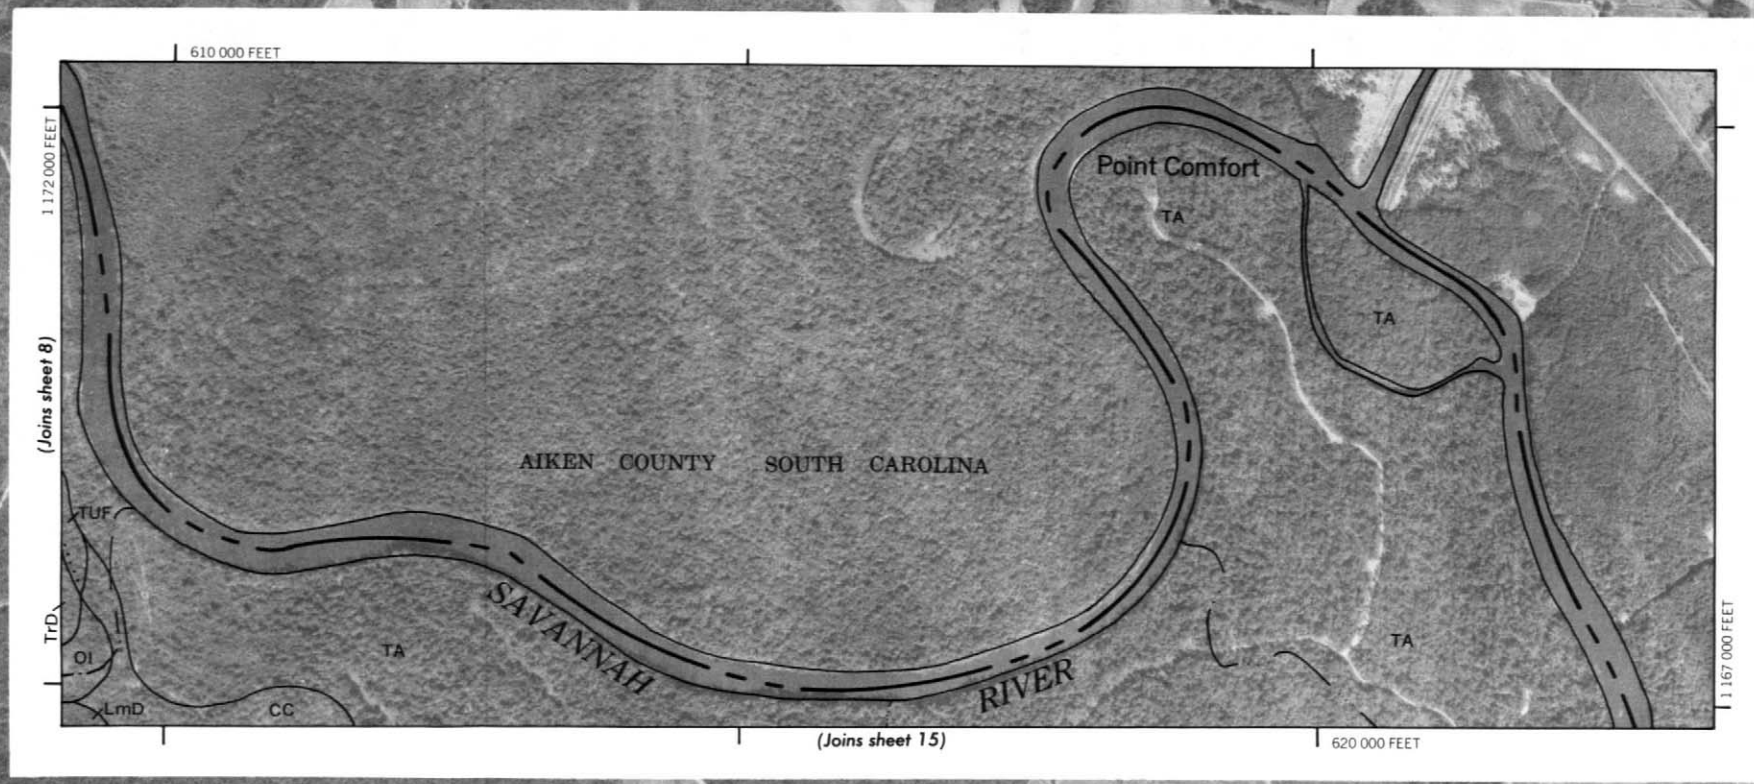 610 000 FEET
1 172 000 FEET
Point Comfort
TA
TA
(Joins sheet 8)
AIKEN COUNTY SOUTH CAROLINA
TUF
SAVANNAH RIVER
TrD
OI
TA
TA
LmD
CC
1 167 000 FEET
(Joins sheet 15)
620 000 FEET